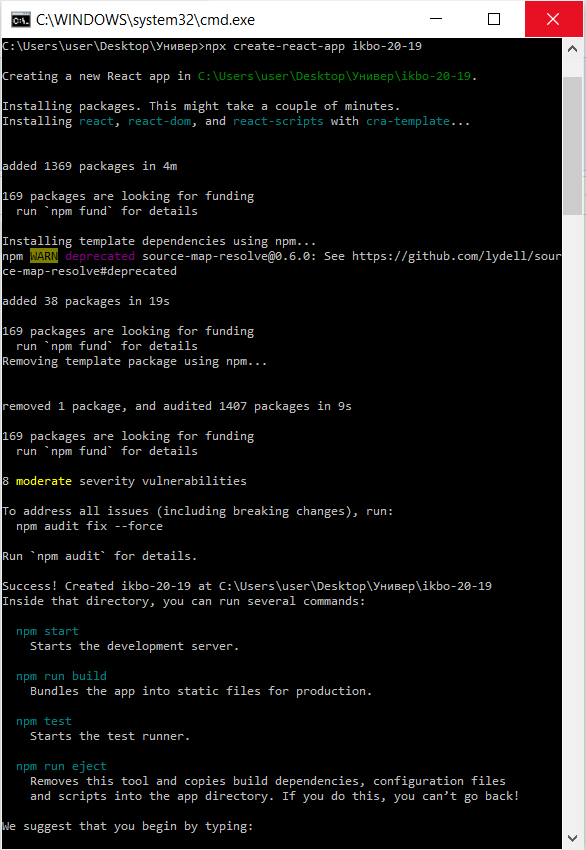 C:\WINDOWS\system32\cmd.exe
C:\Users\user\Desktop\Универ>npx create-react-app ikbo-20-19
Creating a new React app in C:\Users\user\Desktop\Универ\ikbo-20-19.
Installing packages. This might take a couple of minutes.
Installing react, react-dom, and react-scripts with cra-template...
added 1369 packages in 4m
169 packages are looking for funding
  run `npm fund` for details
Installing template dependencies using npm...
npm WARN deprecated source-map-resolve@0.6.0: See https://github.com/lydell/sour
ce-map-resolve#deprecated
added 38 packages in 19s
169 packages are looking for funding
  run `npm fund` for details
Removing template package using npm...
removed 1 package, and audited 1407 packages in 9s
169 packages are looking for funding
  run `npm fund` for details
8 moderate severity vulnerabilities
To address all issues (including breaking changes), run:
  npm audit fix --force
Run `npm audit` for details.
Success! Created ikbo-20-19 at C:\Users\user\Desktop\Универ\ikbo-20-19
Inside that directory, you can run several commands:
  npm start
    Starts the development server.
  npm run build
    Bundles the app into static files for production.
  npm test
    Starts the test runner.
  npm run eject
    Removes this tool and copies build dependencies, configuration files
    and scripts into the app directory. If you do this, you can’t go back!
We suggest that you begin by typing: